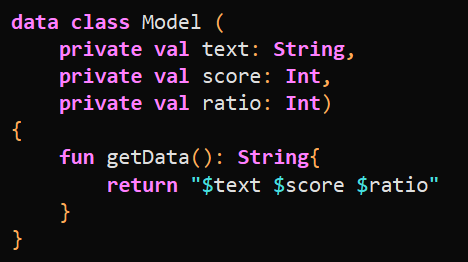 data class Model (
    private val text: String,
    private val score: Int,
    private val ratio: Int)
{
    fun getData(): String{
        return "$text $score $ratio"
    }
}